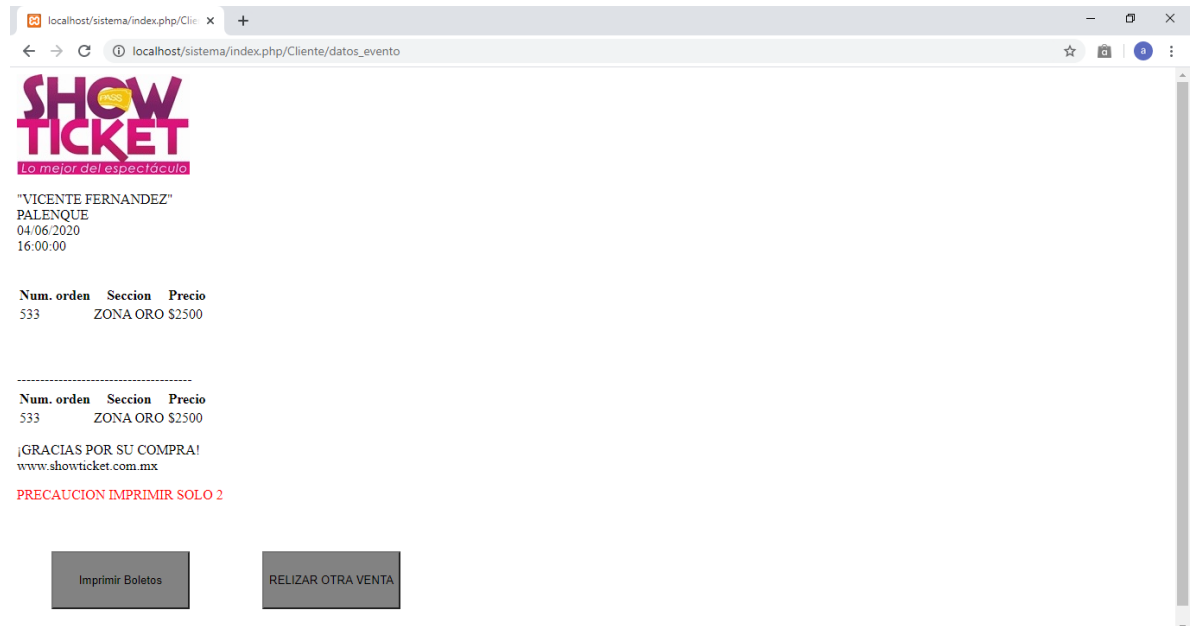 localhost/sistema/index.php/Clie
localhost/sistema/index.php/Cliente/datos_evento
a
a
SHOW
PASS
TICKET
Lo mejor del espectáculo
"VICENTE FERNANDEZ"
PALENQUE
04/06/2020
16:00:00
Num. orden Seccion Precio
533 ZONA ORO $2500
--------------------------------------
Num. orden Seccion Precio
533 ZONA ORO $2500
¡GRACIAS POR SU COMPRA!
www.showticket.com.mx
PRECAUCION IMPRIMIR SOLO 2
Imprimir Boletos RELIZAR OTRA VENTA